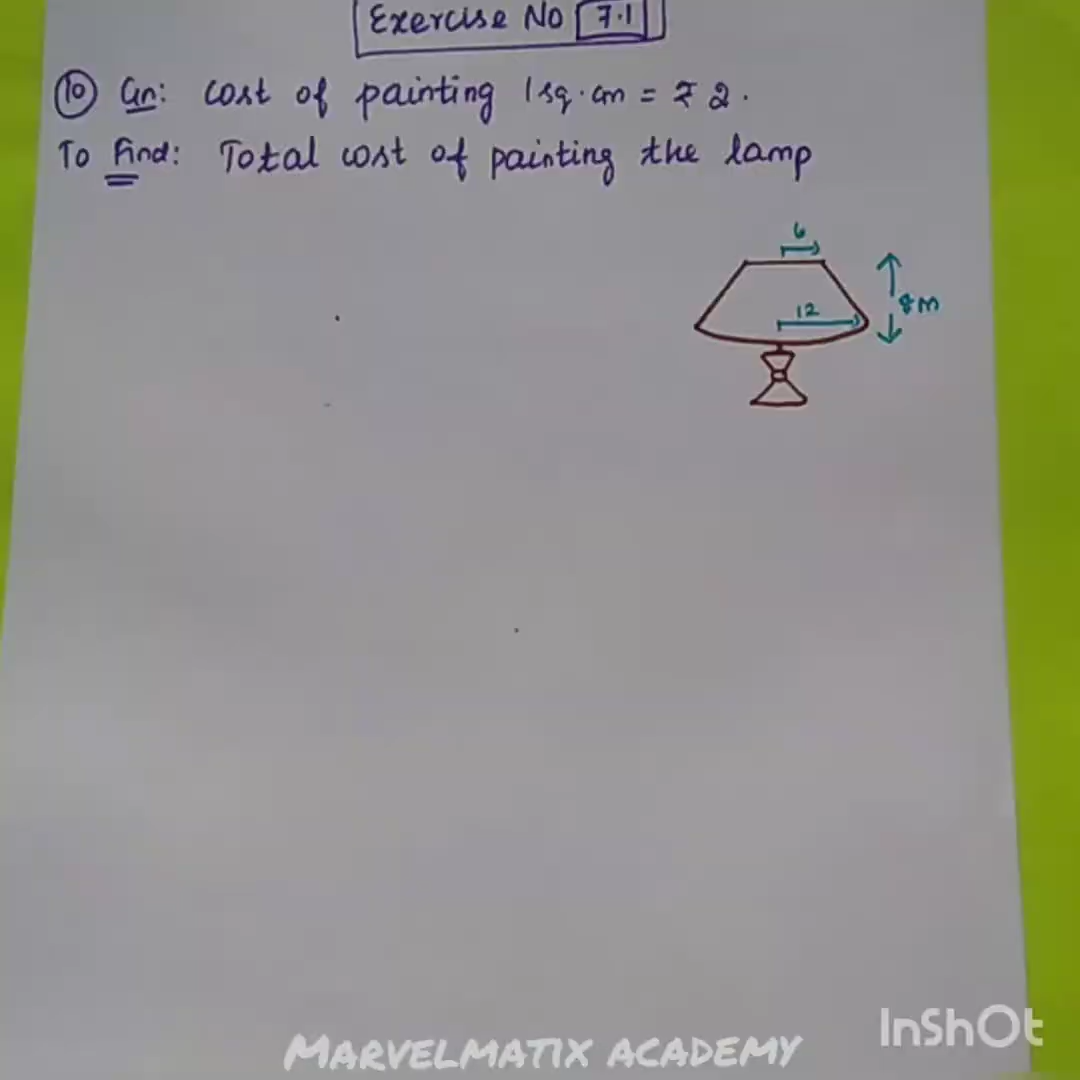 Exercise No 7.1
10 Gn: cost of painting 1 sq.cm = ₹ 2.
To Find: Total cost of painting the lamp
6
12
8m
InShOt
MARVELMATIX ACADEMY